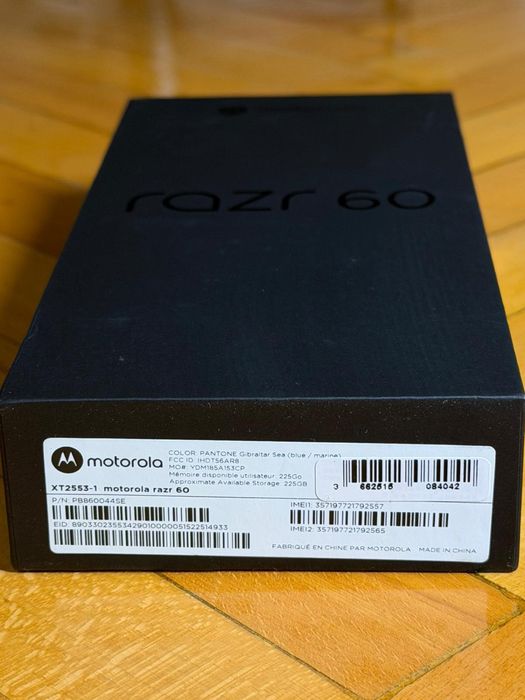 razr 60
motorola
COLOR: PANTONE Gibraltar Sea (blue / marine)
FCC ID: IHDT56AR8
MO#: YDM185A153CP
Mémoire disponible utilisateur: 225Go
Approximate Available Storage: 225GB
XT2553-1 motorola razr 60
P/N: PB860044SE
EID: 89033023553429010000051522514933
3 662515 084042
IMEI1: 357197721792557
IMEI2: 357197721792565
FABRIQUÉ EN CHINE PAR MOTOROLA MADE IN CHINA